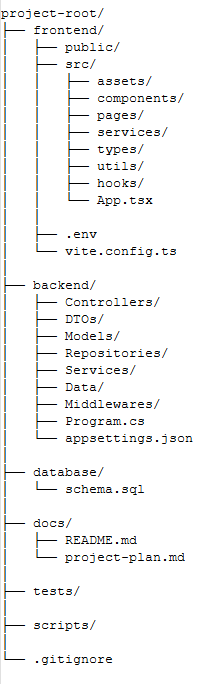 project-root/
├── frontend/
│   ├── public/
│   ├── src/
│   │   ├── assets/
│   │   ├── components/
│   │   ├── pages/
│   │   ├── services/
│   │   ├── types/
│   │   ├── utils/
│   │   ├── hooks/
│   │   └── App.tsx
│   │
│   ├── .env
│   └── vite.config.ts
│
├── backend/
│   ├── Controllers/
│   ├── DTOs/
│   ├── Models/
│   ├── Repositories/
│   ├── Services/
│   ├── Data/
│   ├── Middlewares/
│   ├── Program.cs
│   └── appsettings.json
│
├── database/
│   └── schema.sql
│
├── docs/
│   ├── README.md
│   └── project-plan.md
│
├── tests/
│
├── scripts/
│
└── .gitignore